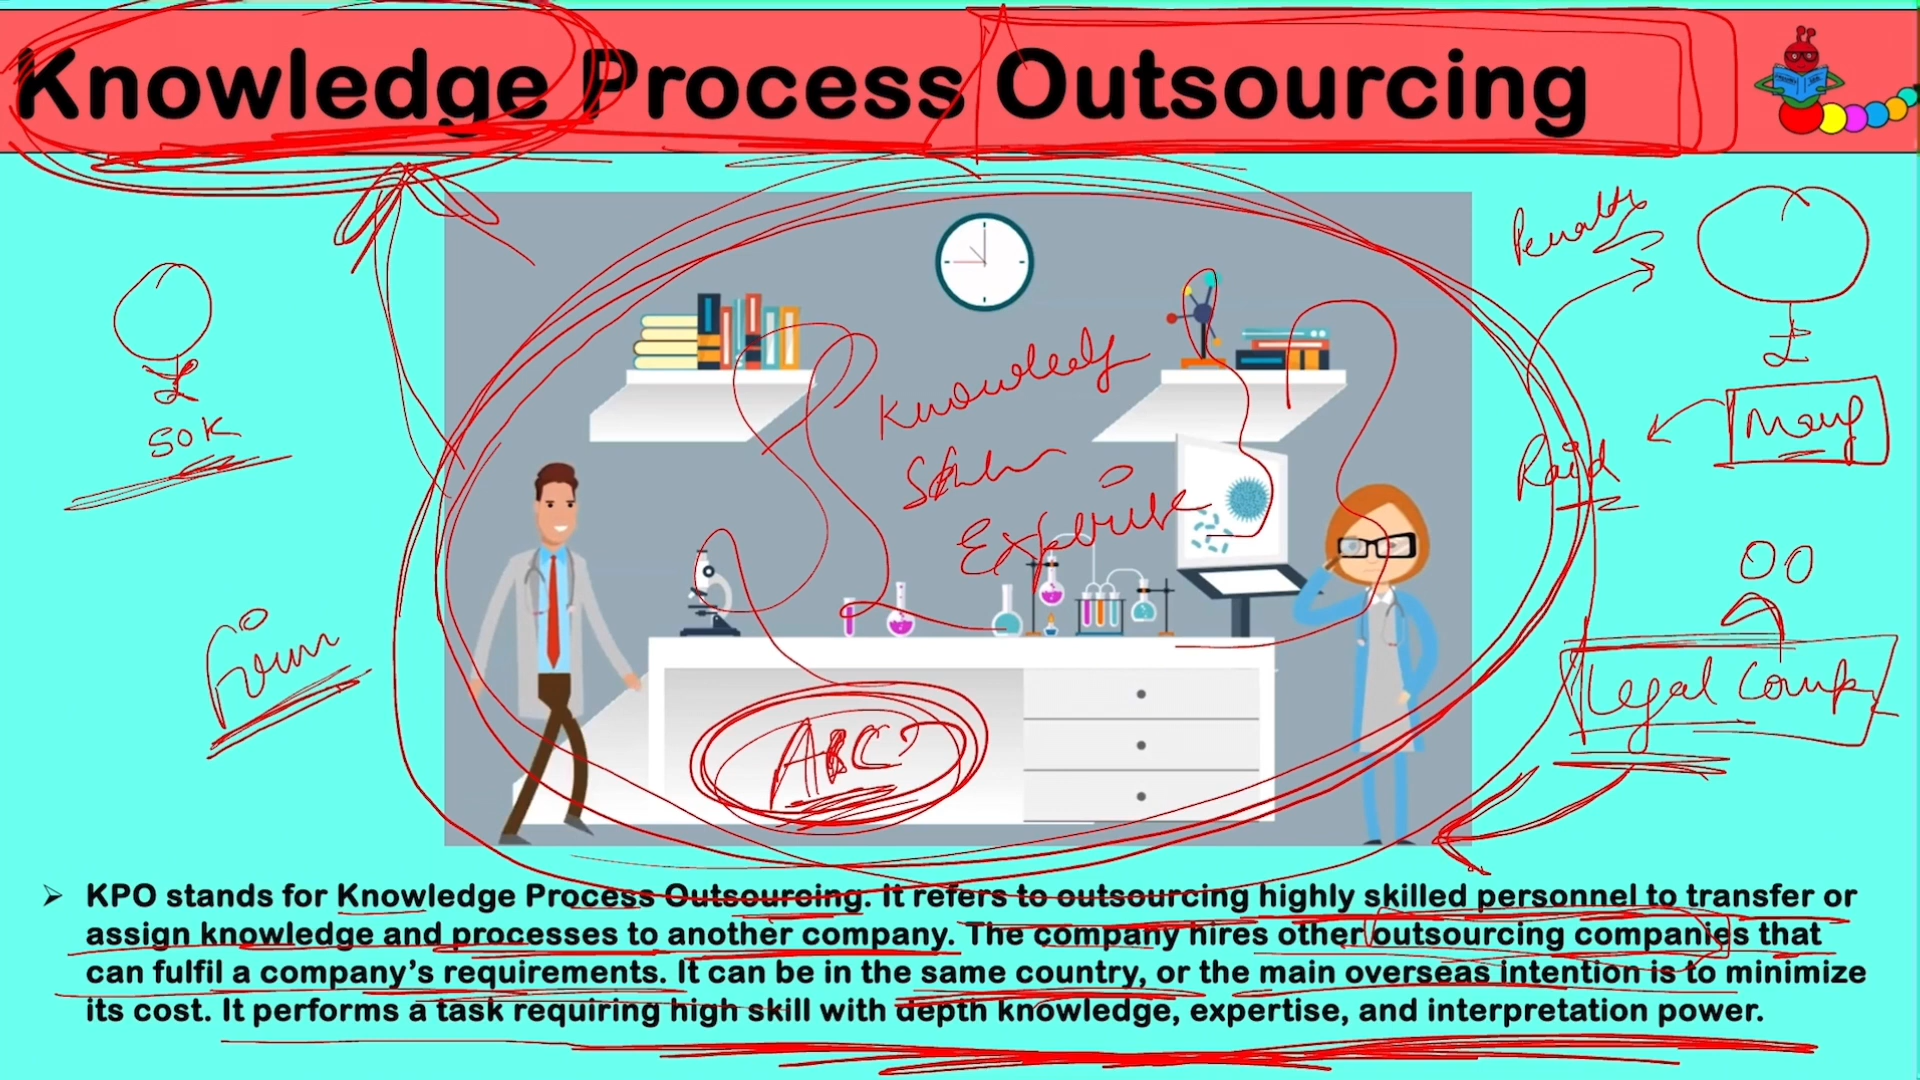 Knowledge Process Outsourcing
Penalty
50K
Knowledge
Expertise
Many
Raid
Firm
Legal Comp
ABC
➢ KPO stands for Knowledge Process Outsourcing. It refers to outsourcing highly skilled personnel to transfer or
assign knowledge and processes to another company. The company hires other outsourcing companies that
can fulfil a company's requirements. It can be in the same country, or the main overseas intention is to minimize
its cost. It performs a task requiring high skill with depth knowledge, expertise, and interpretation power.